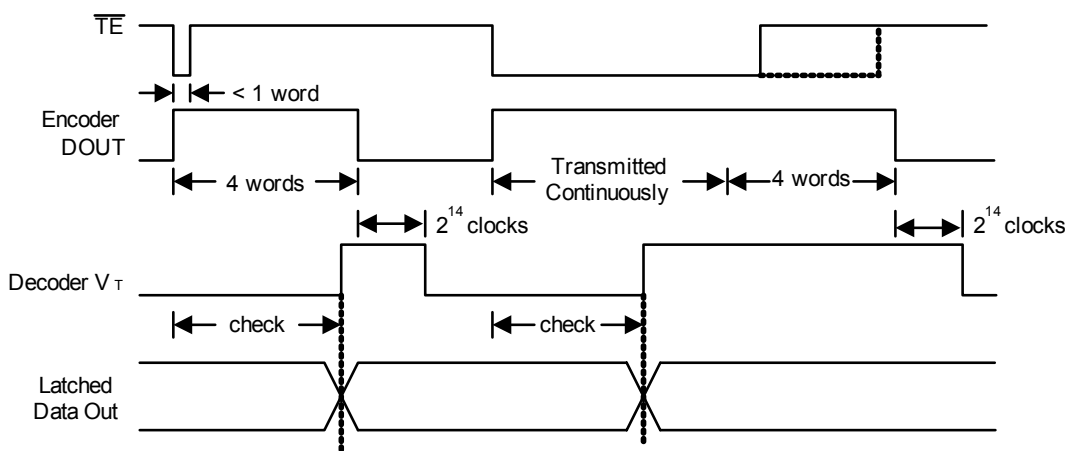 TE
< 1 word
Encoder
DOUT
4 words
Transmitted
Continuously
4 words
2^14 clocks
2^14 clocks
Decoder V T
check
check
Latched
Data Out